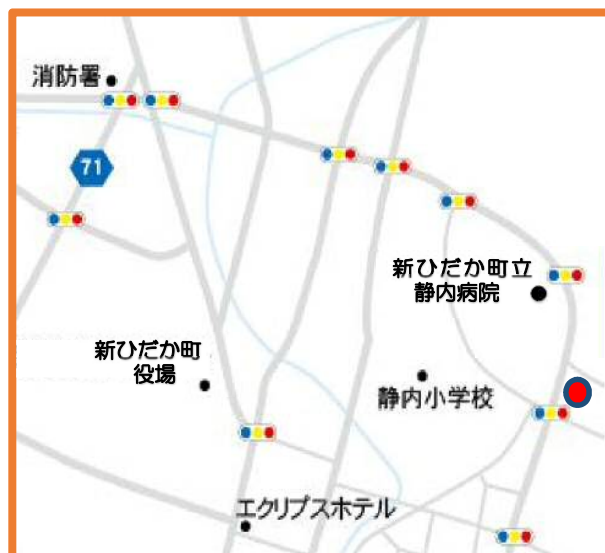 消防署
71
新ひだか町立
静内病院
新ひだか町
役場
静内小学校
エクリプスホテル